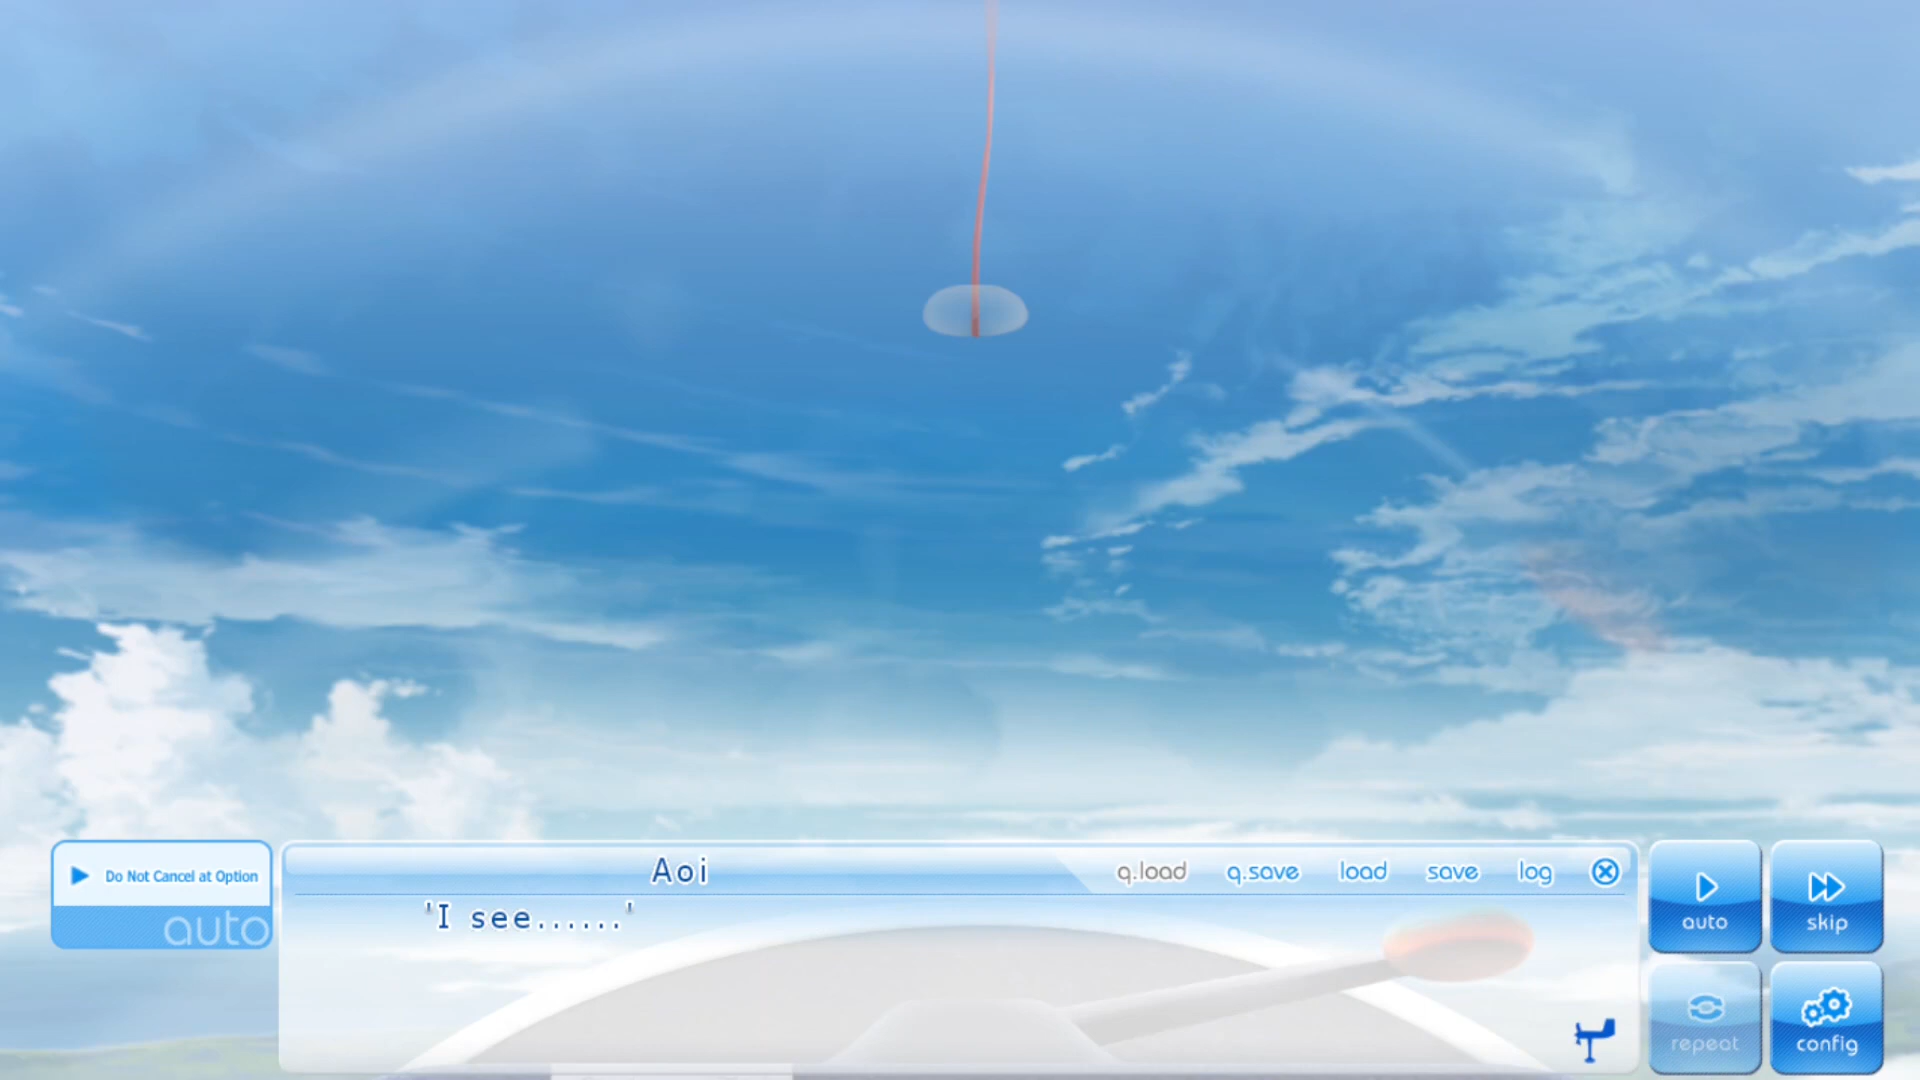 Do Not Cancel at Option
auto
Aoi
q.load q.save load save log
'I see......'
auto
skip
repeat
config